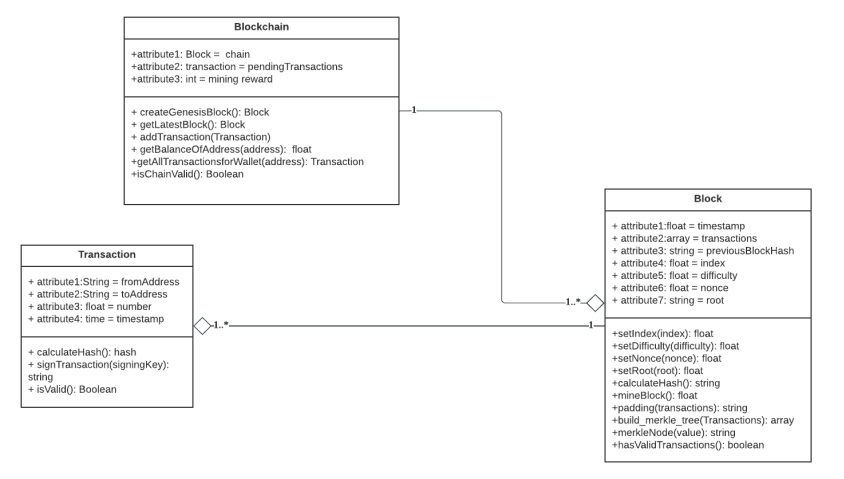 Blockchain
+attribute1: Block = chain
+attribute2: transaction = pendingTransactions
+attribute3: int = mining reward
+ createGenesisBlock(): Block
+ getLatestBlock(): Block
+ addTransaction(Transaction)
+ getBalanceOfAddress(address): float
+getAllTransactionsforWallet(address): Transaction
+isChainValid(): Boolean
1
Transaction
+ attribute1:String = fromAddress
+ attribute2:String = toAddress
+ attribute3: float = number
+ attribute4: time = timestamp
+ calculateHash(): hash
+ signTransaction(signingKey):
string
+ isValid(): Boolean
1..*
1
1..*
Block
+ attribute1:float = timestamp
+ attribute2:array = transactions
+ attribute3: string = previousBlockHash
+ attribute4: float = index
+ attribute5: float = difficulty
+ attribute6: float = nonce
+ attribute7: string = root
+setIndex(index): float
+setDifficulty(difficulty): float
+setNonce(nonce): float
+setRoot(root): float
+calculateHash(): string
+mineBlock(): float
+padding(transactions): string
+build_merkle_tree(Transactions): array
+merkleNode(value): string
+hasValidTransactions(): boolean